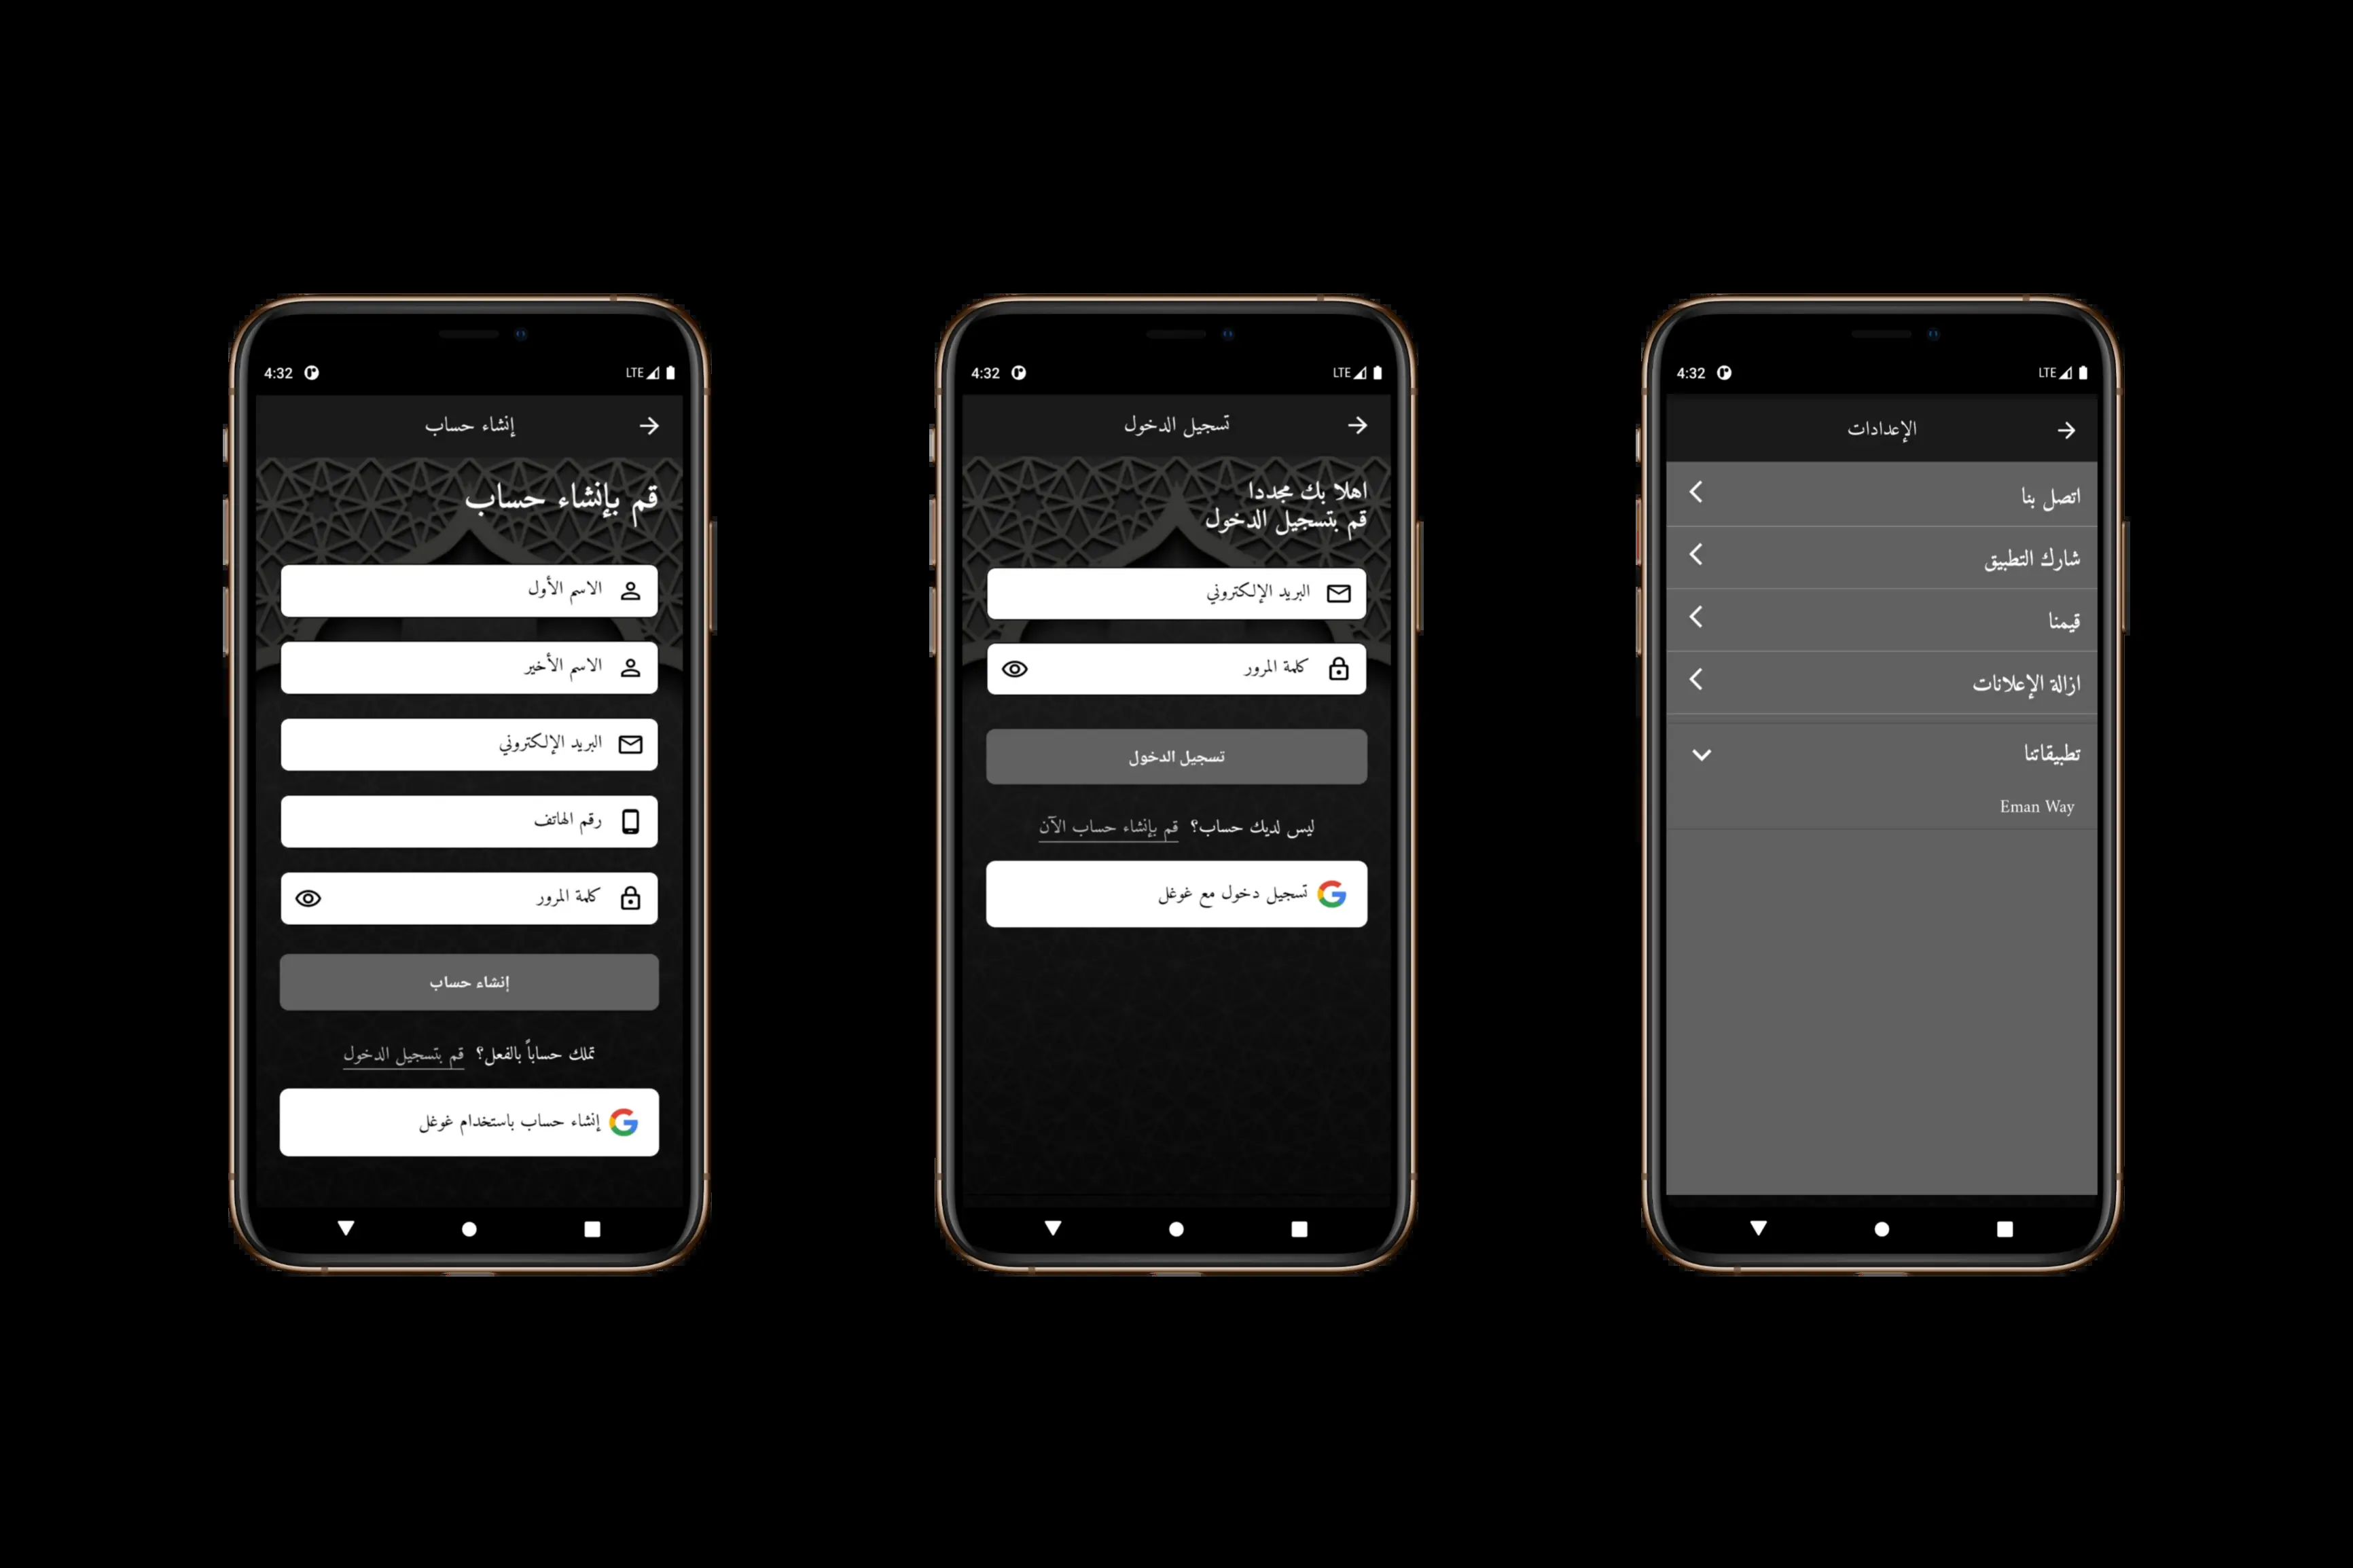 4:32
LTE
إنشاء حساب
قم بإنشاء حساب
الاسم الأول
الاسم الأخير
البريد الإلكتروني
رقم الهاتف
كلمة المرور
إنشاء حساب
تملك حساباً بالفعل؟ قم بتسجيل الدخول
إنشاء حساب باستخدام غوغل
4:32
LTE
تسجيل الدخول
اهلا بك مجددا
قم بتسجيل الدخول
البريد الإلكتروني
كلمة المرور
تسجيل الدخول
ليس لديك حساب؟ قم بإنشاء حساب الآن
تسجيل دخول مع غوغل
4:32
LTE
الإعدادات
اتصل بنا
شارك التطبيق
قيمنا
ازالة الإعلانات
تطبيقاتنا
Eman Way